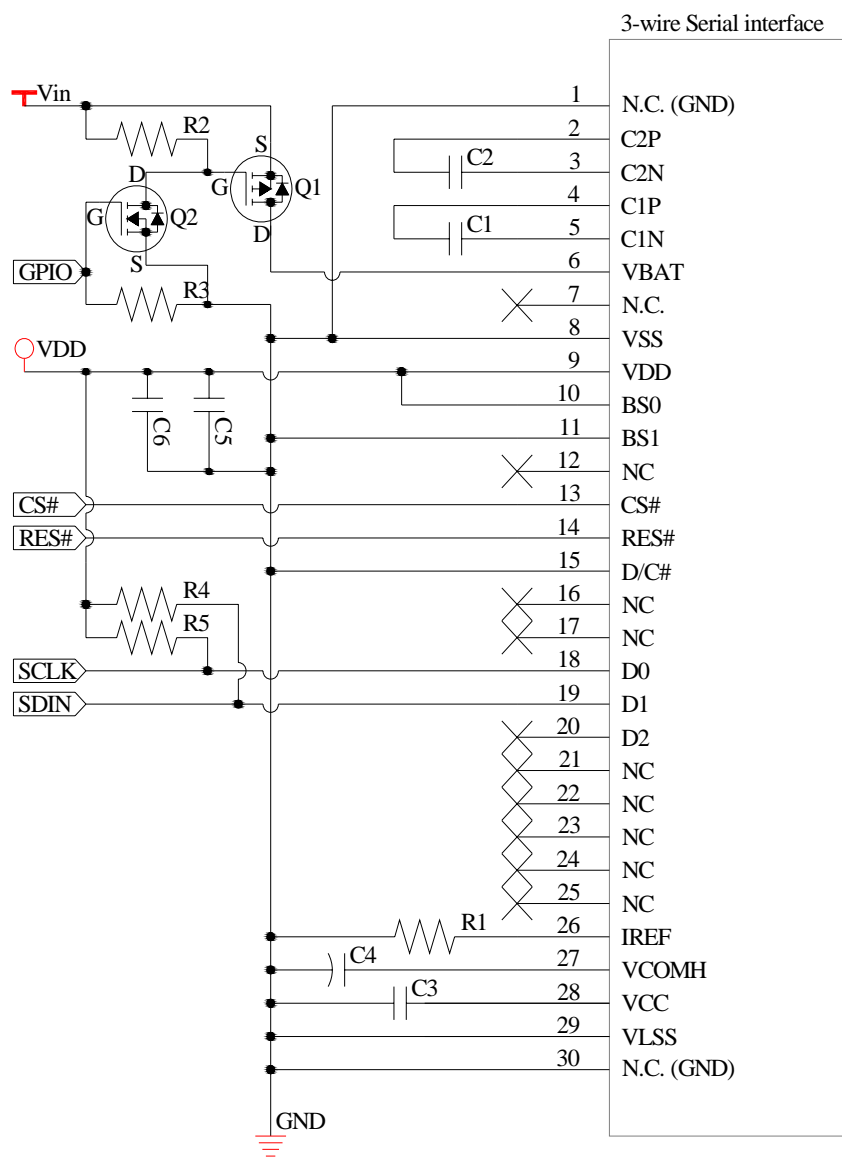 3-wire Serial interface
Vin
R2
S
D
G
Q1
G
Q2
D
S
GPIO
R3
VDD
C6
C5
CS#
RES#
R4
R5
SCLK
SDIN
C2
C1
R1
C4
C3
GND
1 N.C. (GND)
2 C2P
3 C2N
4 C1P
5 C1N
6 VBAT
7 N.C.
8 VSS
9 VDD
10 BS0
11 BS1
12 NC
13 CS#
14 RES#
15 D/C#
16 NC
17 NC
18 D0
19 D1
20 D2
21 NC
22 NC
23 NC
24 NC
25 NC
26 IREF
27 VCOMH
28 VCC
29 VLSS
30 N.C. (GND)